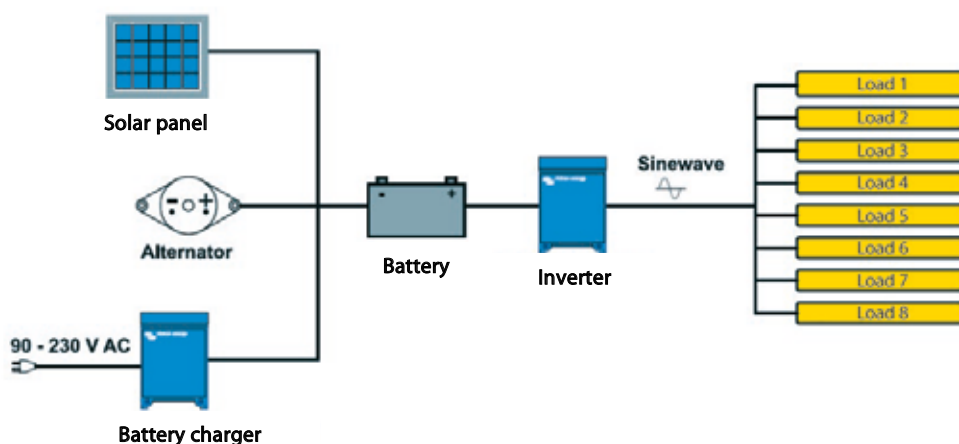 Solar panel
- +
Alternator
90 - 230 V AC
Battery charger
- +
Battery
Inverter
Sinewave
Load 1
Load 2
Load 3
Load 4
Load 5
Load 6
Load 7
Load 8